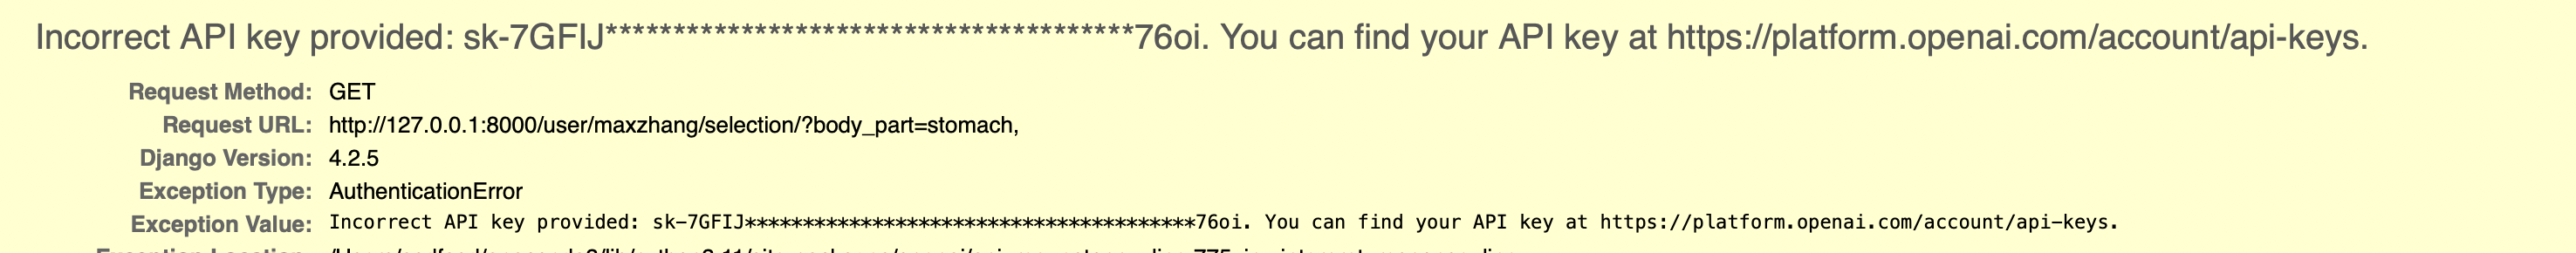 Incorrect API key provided: sk-7GFIJ***************************************76oi. You can find your API key at https://platform.openai.com/account/api-keys.
Request Method: GET
Request URL: http://127.0.0.1:8000/user/maxzhang/selection/?body_part=stomach,
Django Version: 4.2.5
Exception Type: AuthenticationError
Exception Value: Incorrect API key provided: sk-7GFIJ***************************************76oi. You can find your API key at https://platform.openai.com/account/api-keys.